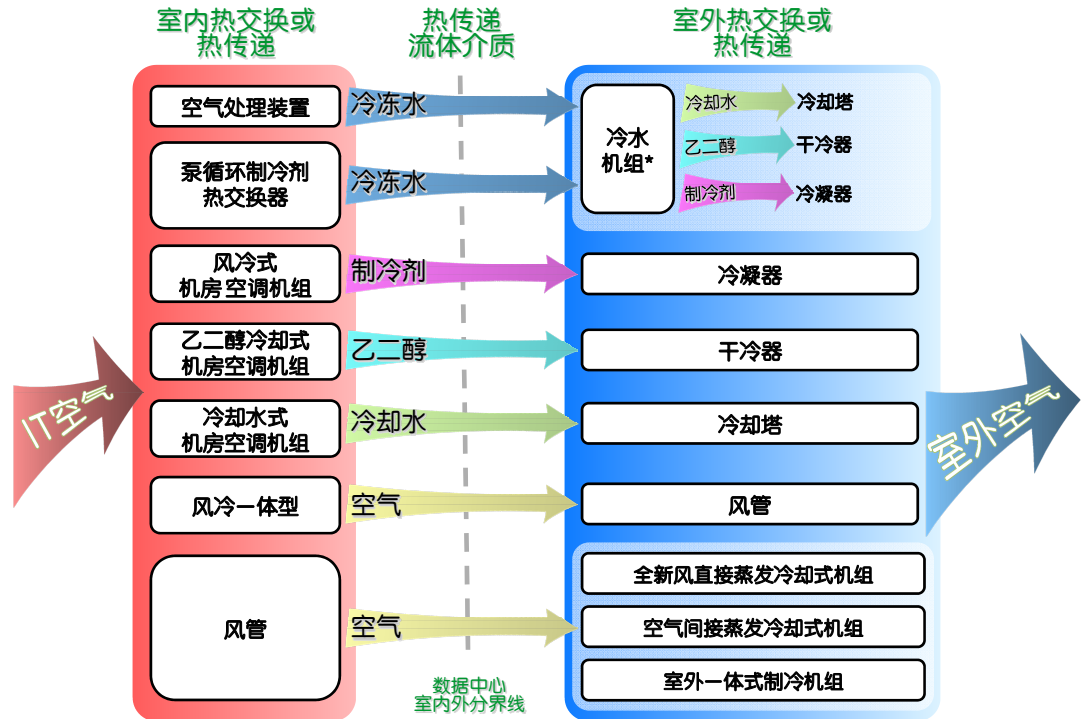 室内热交换或
热传递
热传递
流体介质
室外热交换或
热传递
空气处理装置
冷冻水
冷水
机组*
冷却水
冷却塔
乙二醇
干冷器
制冷剂
冷凝器
泵循环制冷剂
热交换器
冷冻水
风冷式
机房空调机组
制冷剂
冷凝器
乙二醇冷却式
机房空调机组
乙二醇
干冷器
IT空气
冷却水式
机房空调机组
冷却水
冷却塔
室外空气
风冷一体型
空气
风管
风管
空气
全新风直接蒸发冷却式机组
空气间接蒸发冷却式机组
室外一体式制冷机组
数据中心
室内外分界线